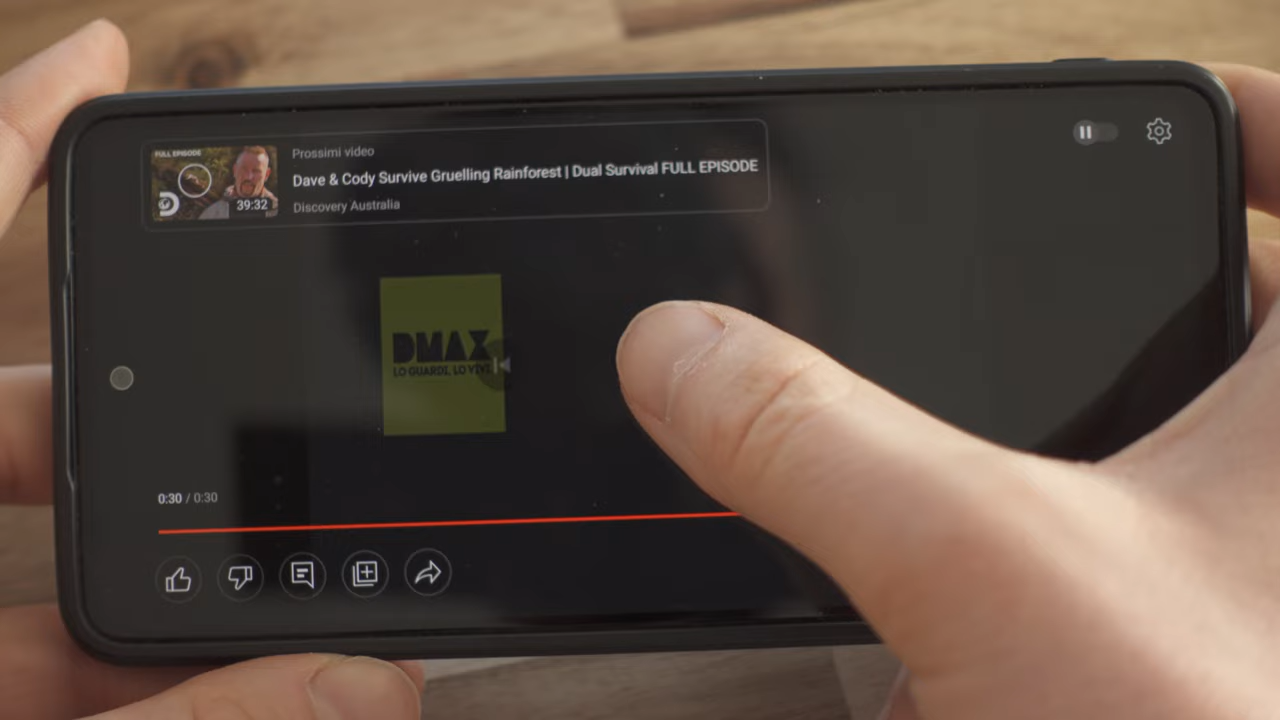 FULL EPISODE
39:32
Prossimi video
Dave & Cody Survive Gruelling Rainforest | Dual Survival FULL EPISODE
Discovery Australia
DMAX
LO GUARDI, LO VIVI
0:30 / 0:30